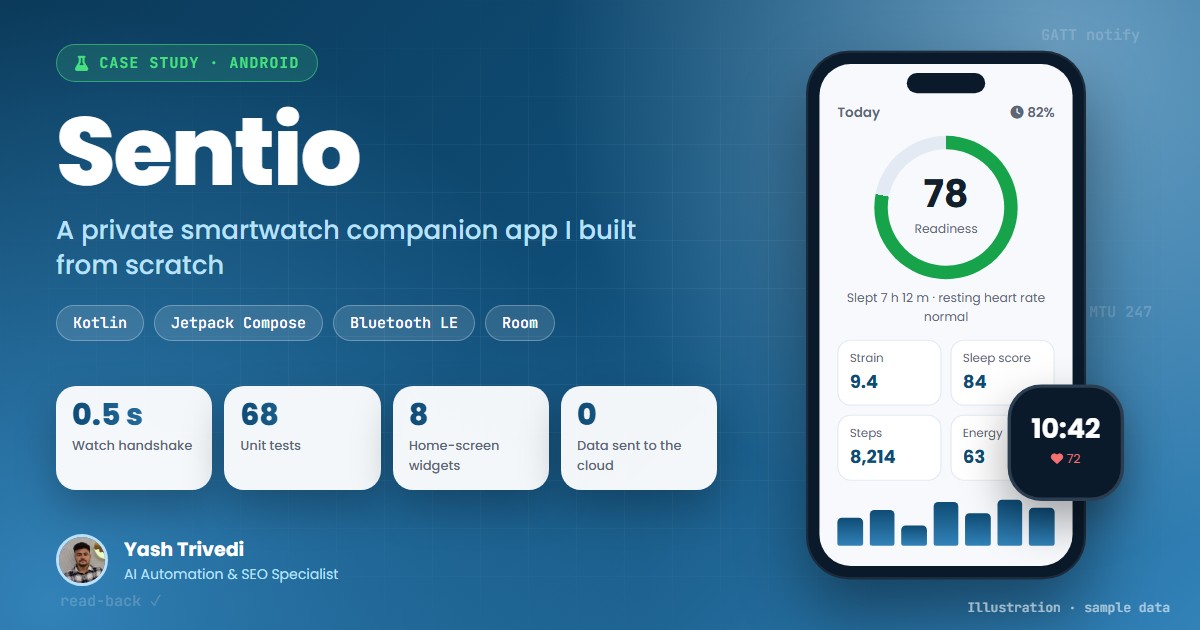 GATT notify
CASE STUDY · ANDROID
Sentio
A private smartwatch companion app I built
from scratch
Kotlin
Jetpack Compose
Bluetooth LE
Room
0.5 s
Watch handshake
68
Unit tests
8
Home-screen
widgets
0
Data sent to the
cloud
Yash Trivedi
AI Automation & SEO Specialist
read-back ✓
Today
82%
78
Readiness
Slept 7 h 12 m · resting heart rate
normal
MTU 247
Strain
9.4
Sleep score
84
Steps
8,214
Energy
63
10:42
72
Illustration · sample data